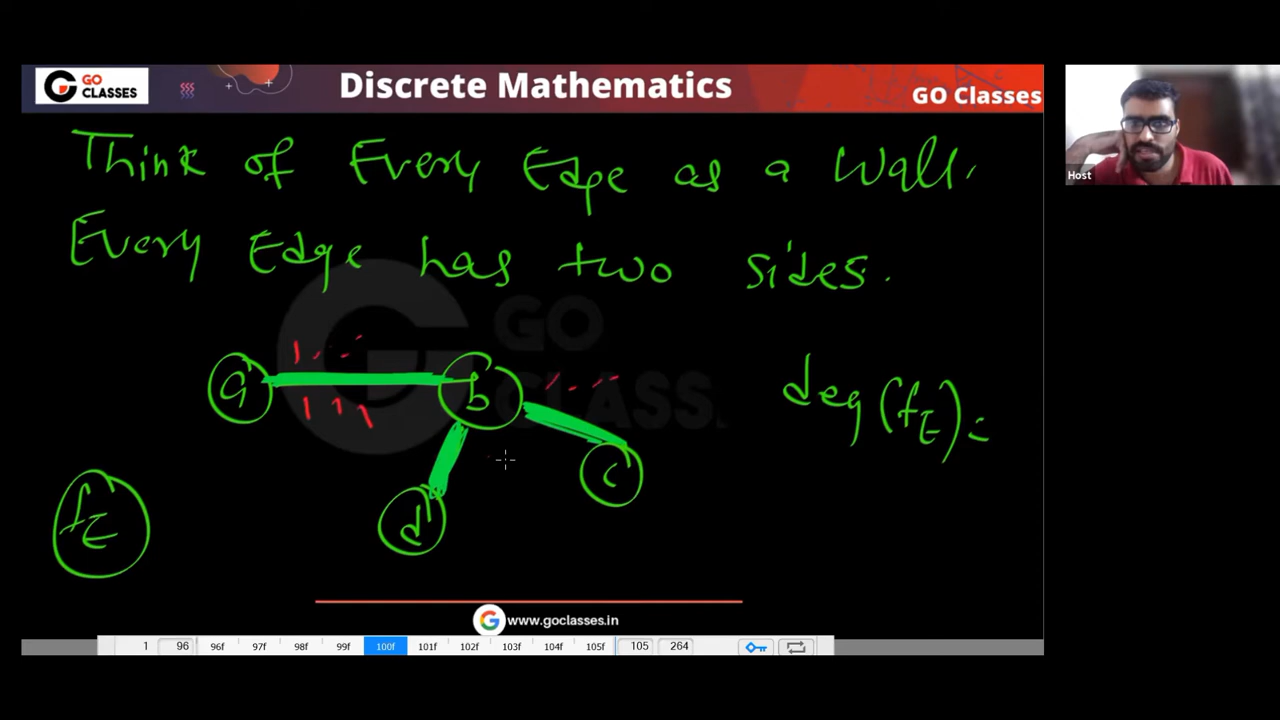 GO
CLASSES
Discrete Mathematics
GO Classes
Think of Every Edge as a Wall.
Every Edge has two sides.
GO
CLASSES
a b c d
deg(fE) =
fE
Host
www.goclasses.in
1 96 96f 97f 98f 99f 100f 101f 102f 103f 104f 105f 105 264